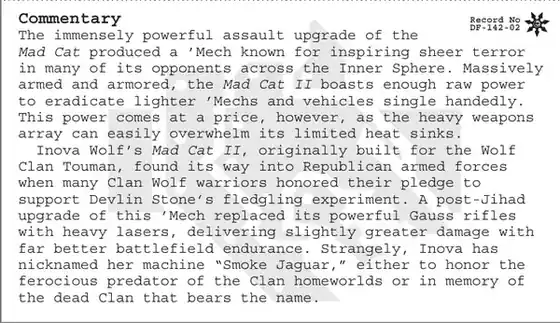 Commentary
Record No
DF-142-02
The immensely powerful assault upgrade of the
Mad Cat produced a ’Mech known for inspiring sheer terror
in many of its opponents across the Inner Sphere. Massively
armed and armored, the Mad Cat II boasts enough raw power
to eradicate lighter ’Mechs and vehicles single handedly.
This power comes at a price, however, as the heavy weapons
array can easily overwhelm its limited heat sinks.
Inova Wolf’s Mad Cat II, originally built for the Wolf
Clan Touman, found its way into Republican armed forces
when many Clan Wolf warriors honored their pledge to
support Devlin Stone’s fledgling experiment. A post-Jihad
upgrade of this ’Mech replaced its powerful Gauss rifles
with heavy lasers, delivering slightly greater damage with
far better battlefield endurance. Strangely, Inova has
nicknamed her machine “Smoke Jaguar,” either to honor the
ferocious predator of the Clan homeworlds or in memory of
the dead Clan that bears the name.